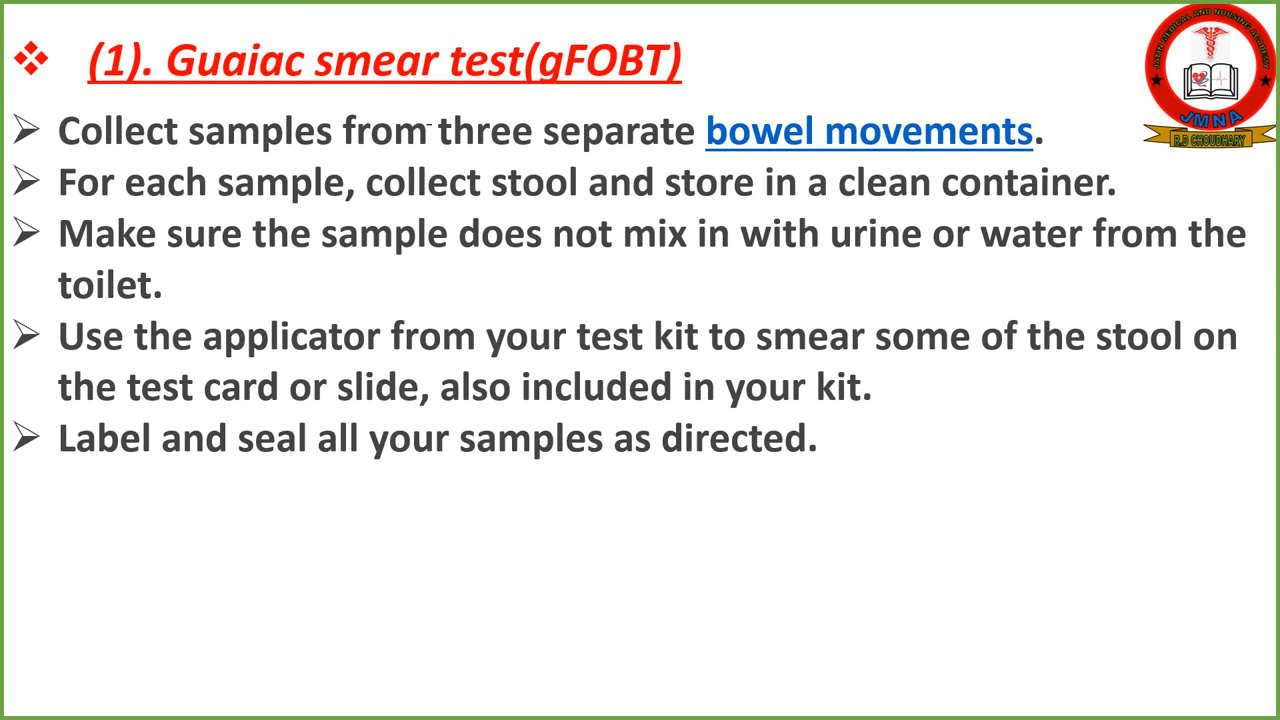 (1). Guaiac smear test(gFOBT)
Collect samples from three separate bowel movements.
For each sample, collect stool and store in a clean container.
Make sure the sample does not mix in with urine or water from the
toilet.
Use the applicator from your test kit to smear some of the stool on
the test card or slide, also included in your kit.
Label and seal all your samples as directed.
JMNA
R.D CHOUDHARY